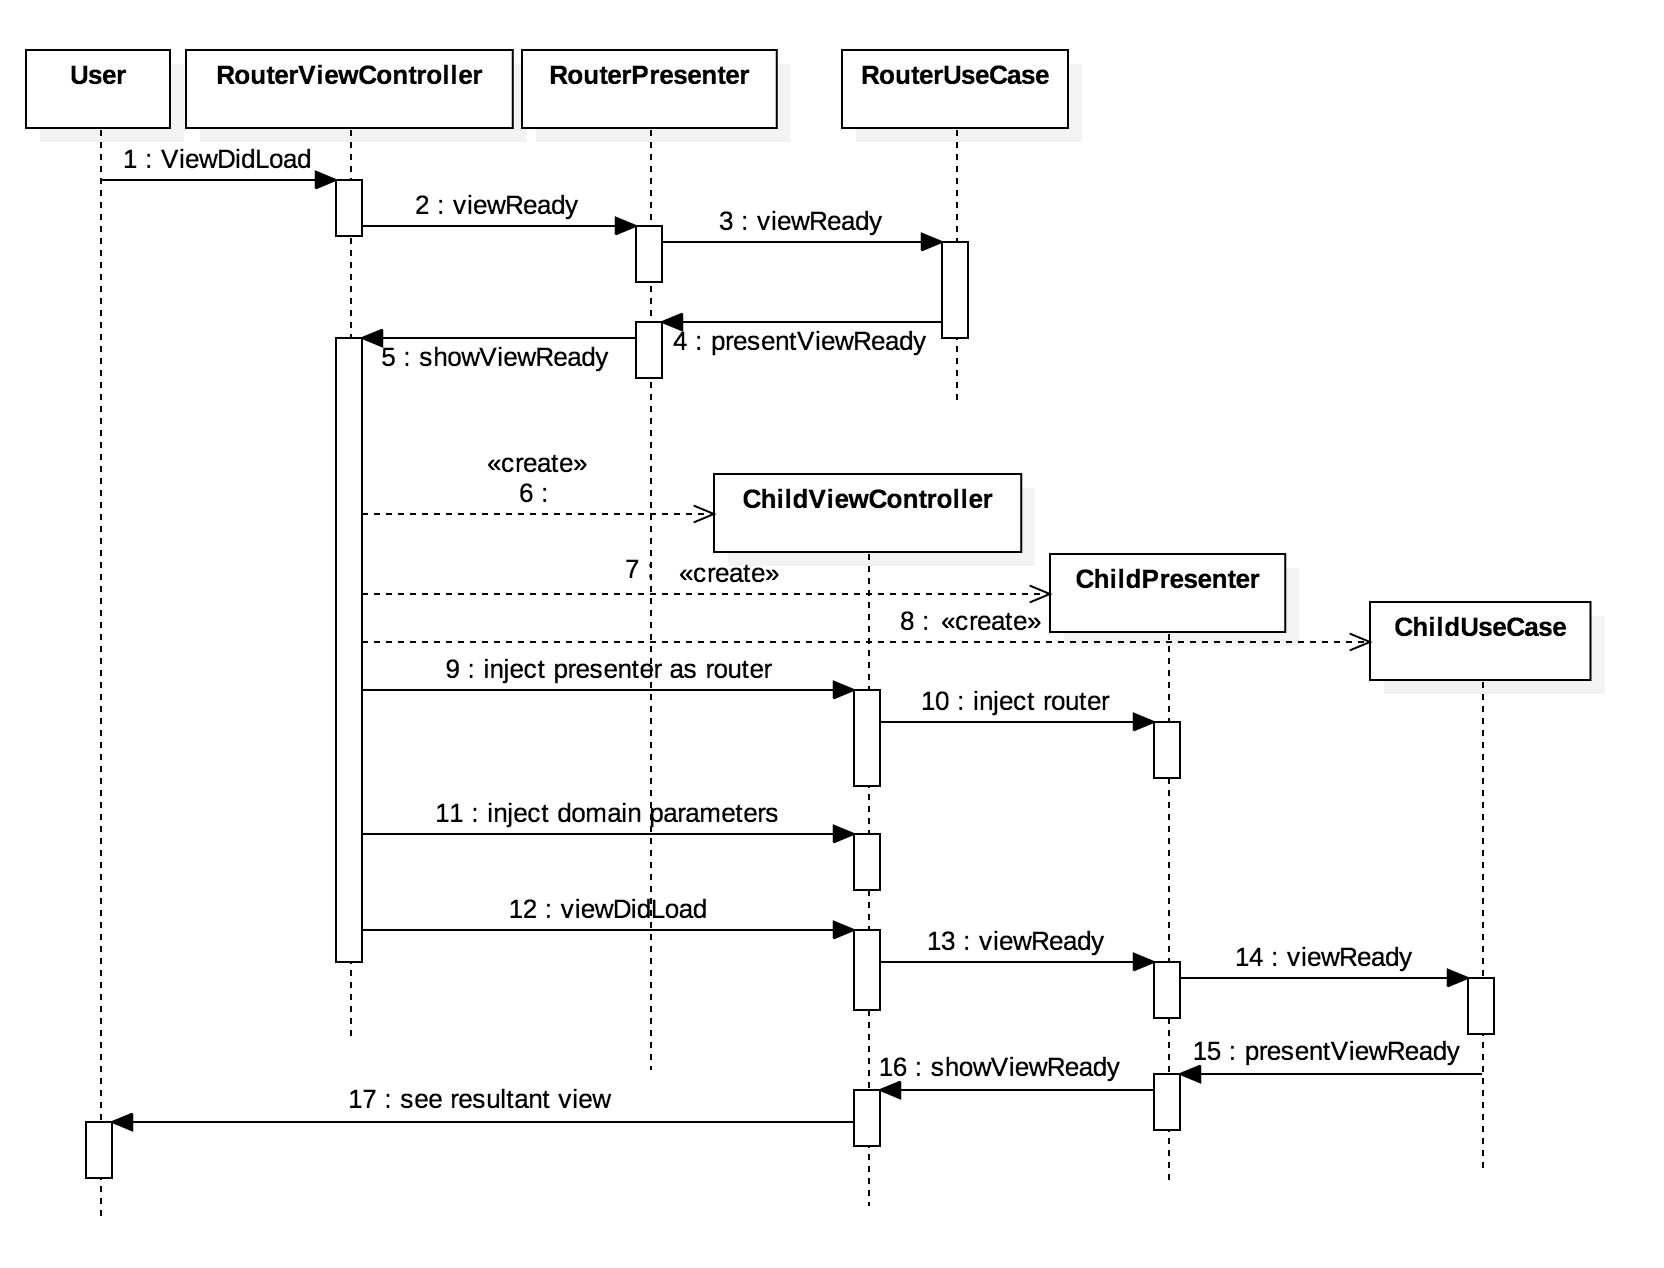 User
RouterViewController
RouterPresenter
RouterUseCase
1 : ViewDidLoad
2 : viewReady
3 : viewReady
4 : presentViewReady
5 : showViewReady
«create»
6 :
ChildViewController
7 : «create»
ChildPresenter
8 : «create»
ChildUseCase
9 : inject presenter as router
10 : inject router
11 : inject domain parameters
12 : viewDidLoad
13 : viewReady
14 : viewReady
15 : presentViewReady
16 : showViewReady
17 : see resultant view